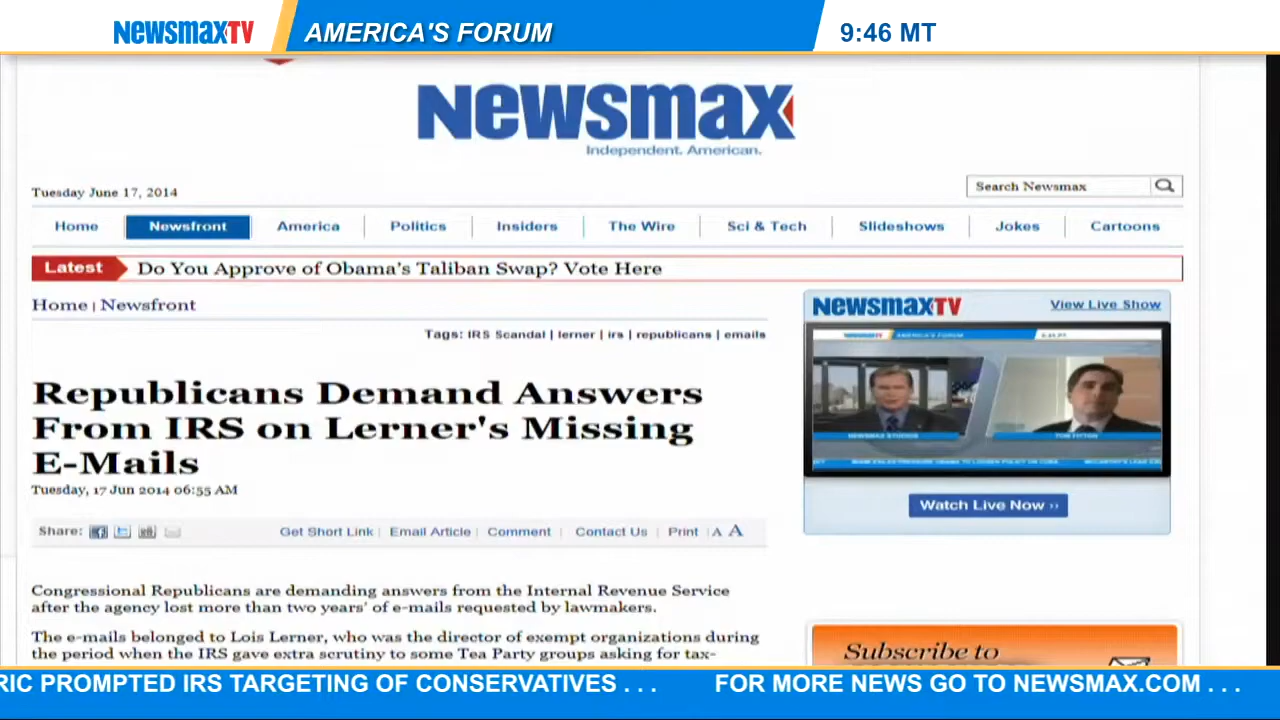 NEWSMAXTV
AMERICA'S FORUM
9:46 MT
NEWSMAX
Independent. American.
Tuesday June 17, 2014
Search Newsmax
Home Newsfront America Politics Insiders The Wire Sci & Tech Slideshows Jokes Cartoons
Latest Do You Approve of Obama's Taliban Swap? Vote Here
Home | Newsfront
Tags: IRS Scandal | lerner | irs | republicans | emails
Republicans Demand Answers
From IRS on Lerner's Missing
E-Mails
Tuesday, 17 Jun 2014 06:55 AM
Share: Get Short Link | Email Article | Comment | Contact Us | Print | A A
Congressional Republicans are demanding answers from the Internal Revenue Service
after the agency lost more than two years' of e-mails requested by lawmakers.
The e-mails belonged to Lois Lerner, who was the director of exempt organizations during
the period when the IRS gave extra scrutiny to some Tea Party groups asking for tax-
NEWSMAXTV View Live Show
NEWSMAXTV AMERICA'S FORUM
NEWSMAX STUDIOS TOM FITTON
Watch Live Now ››
Subscribe to
RIC PROMPTED IRS TARGETING OF CONSERVATIVES . . . FOR MORE NEWS GO TO NEWSMAX.COM . . .